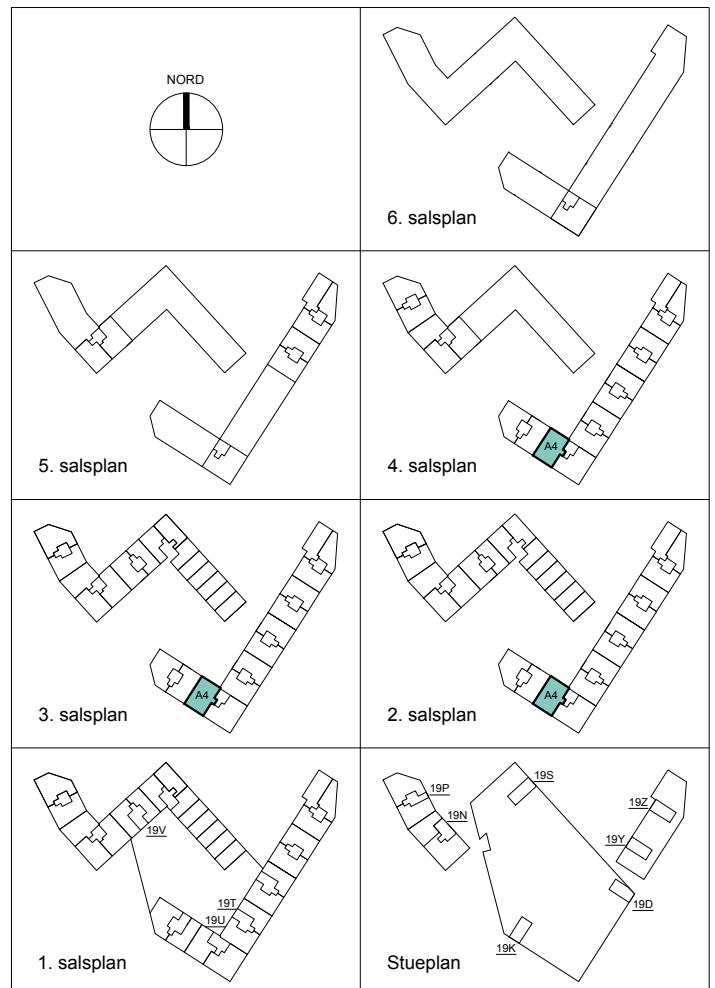 NORD
6. salsplan
5. salsplan
A4
4. salsplan
A4
3. salsplan
A4
2. salsplan
19P
19N
19V
19T
19U
1. salsplan
19S
19Z
19Y
19D
19K
Stueplan